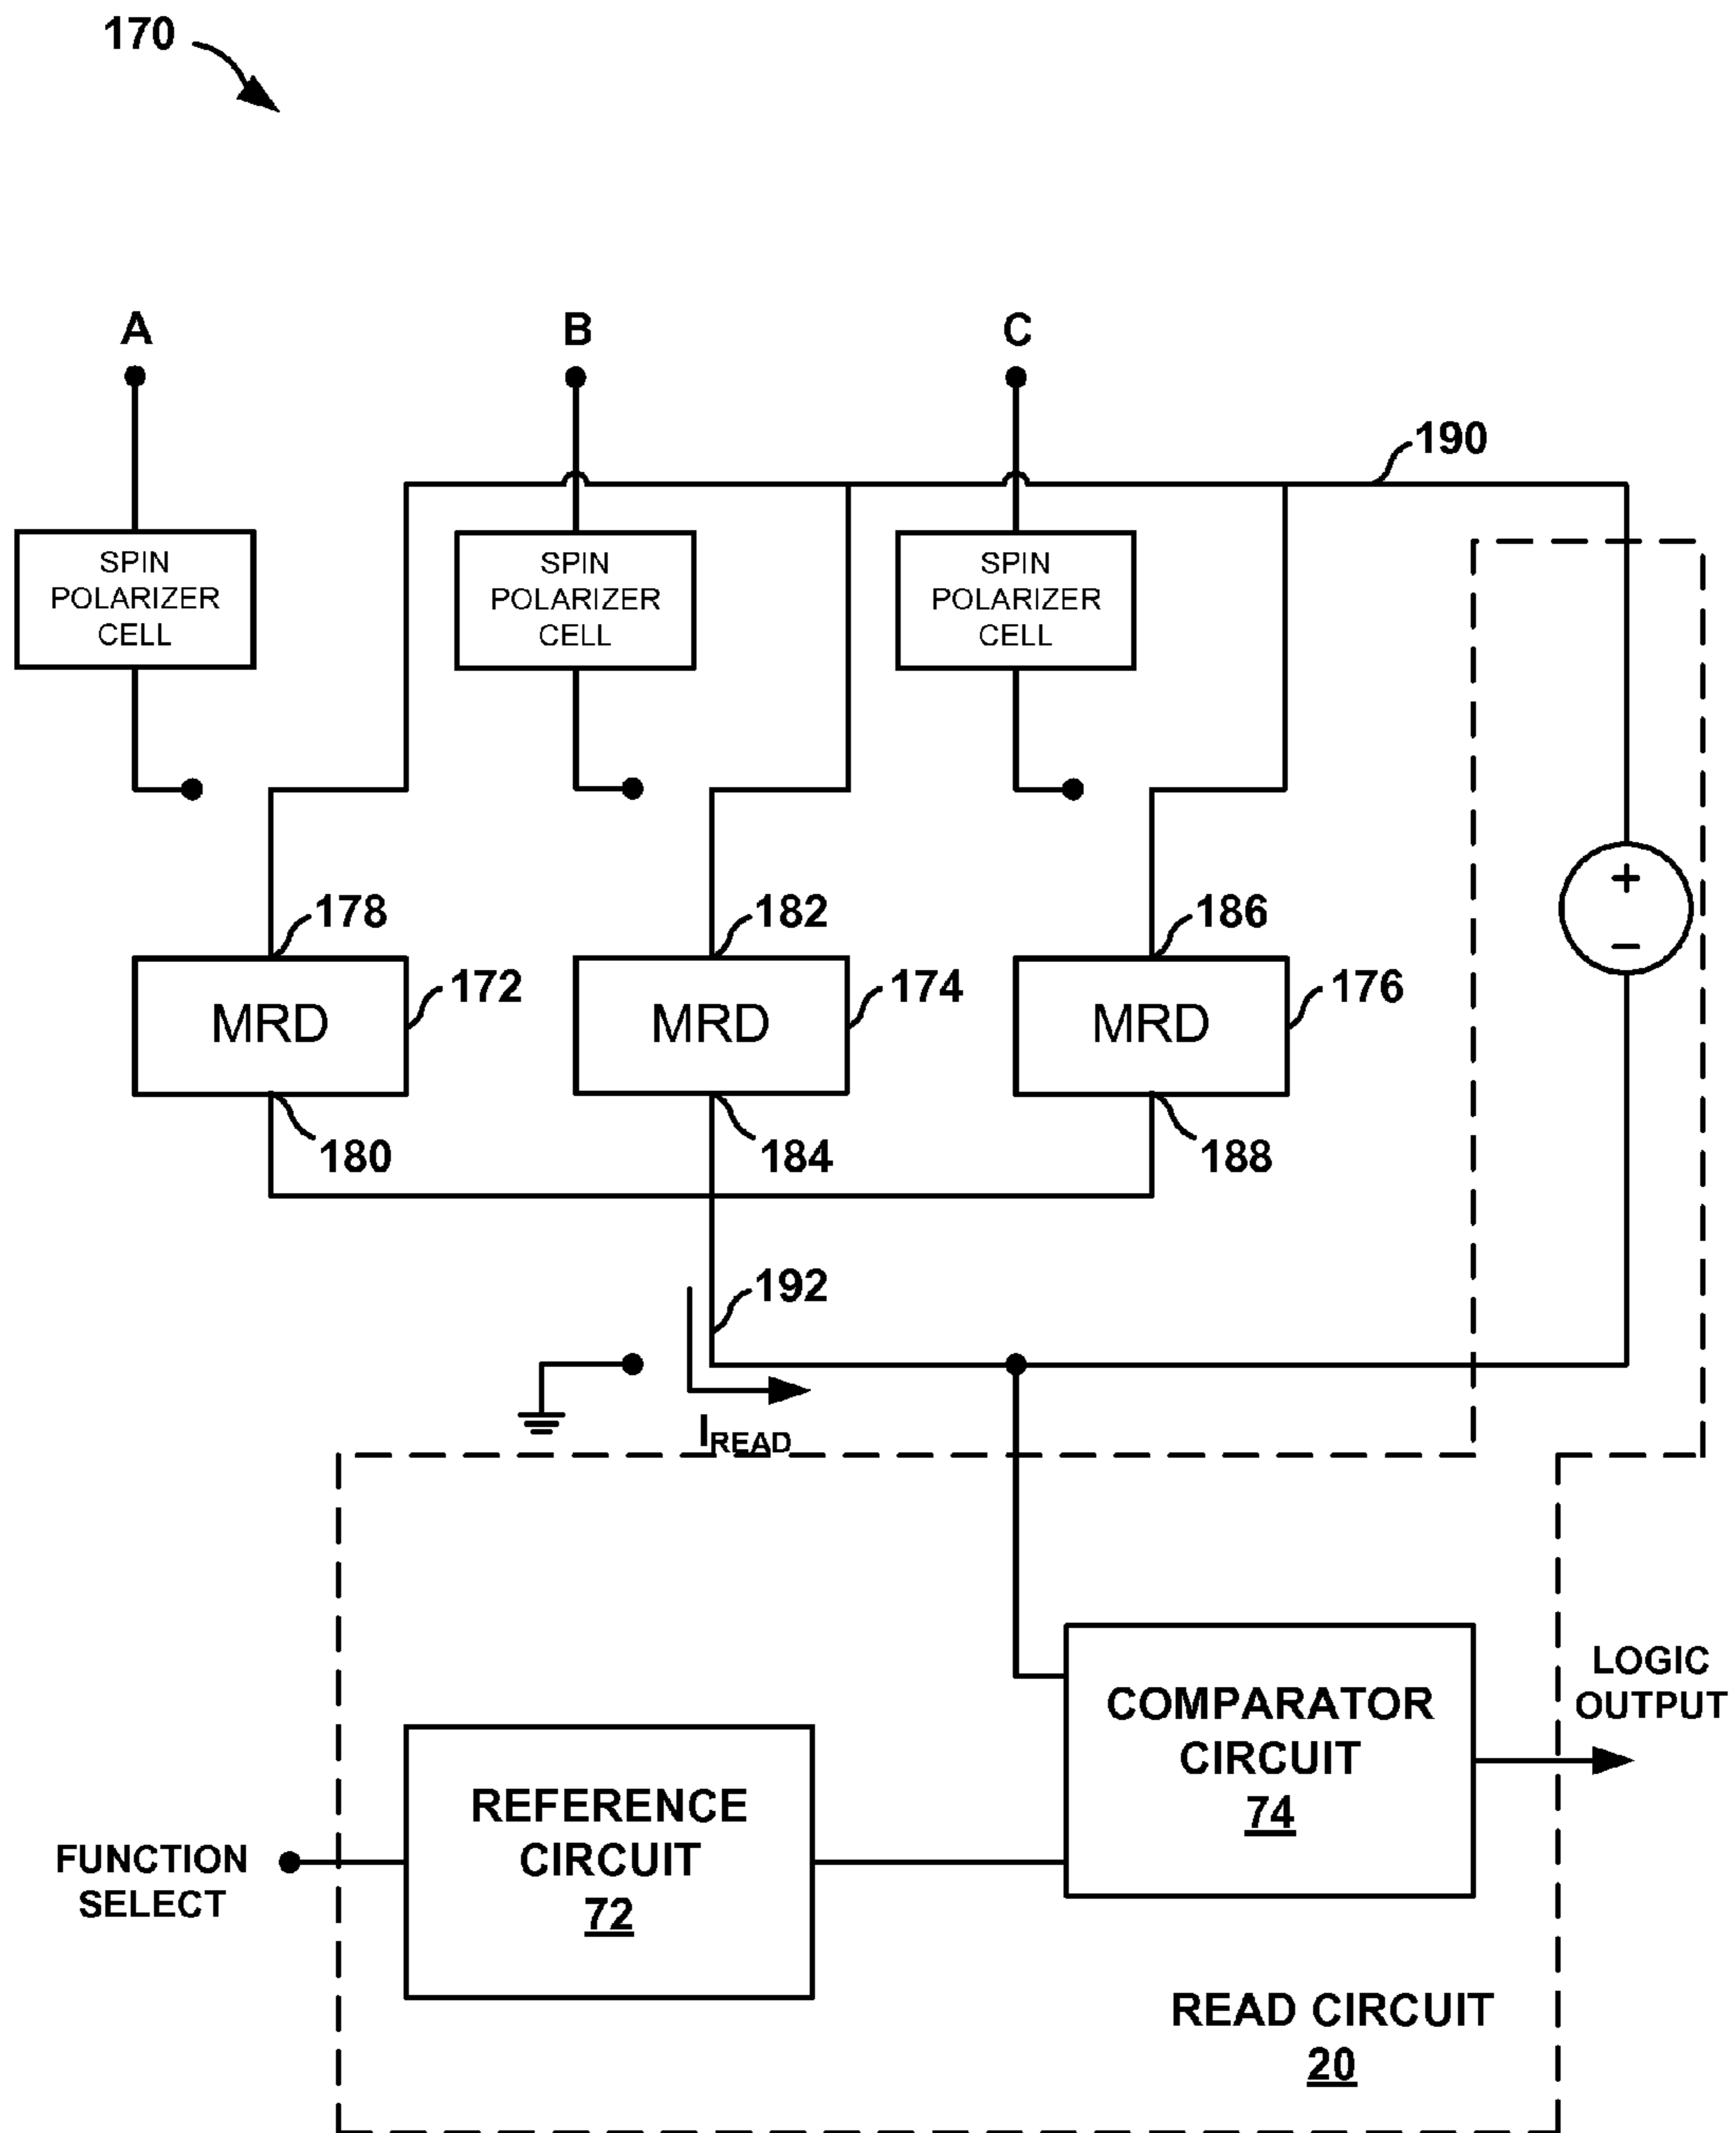 170
A
B
C
190
SPIN
POLARIZER
CELL
SPIN
POLARIZER
CELL
SPIN
POLARIZER
CELL
+
−
178
182
186
MRD
172
MRD
174
MRD
176
180
184
188
192
IREAD
COMPARATOR
CIRCUIT
74
LOGIC
OUTPUT
REFERENCE
CIRCUIT
72
FUNCTION
SELECT
READ CIRCUIT
20